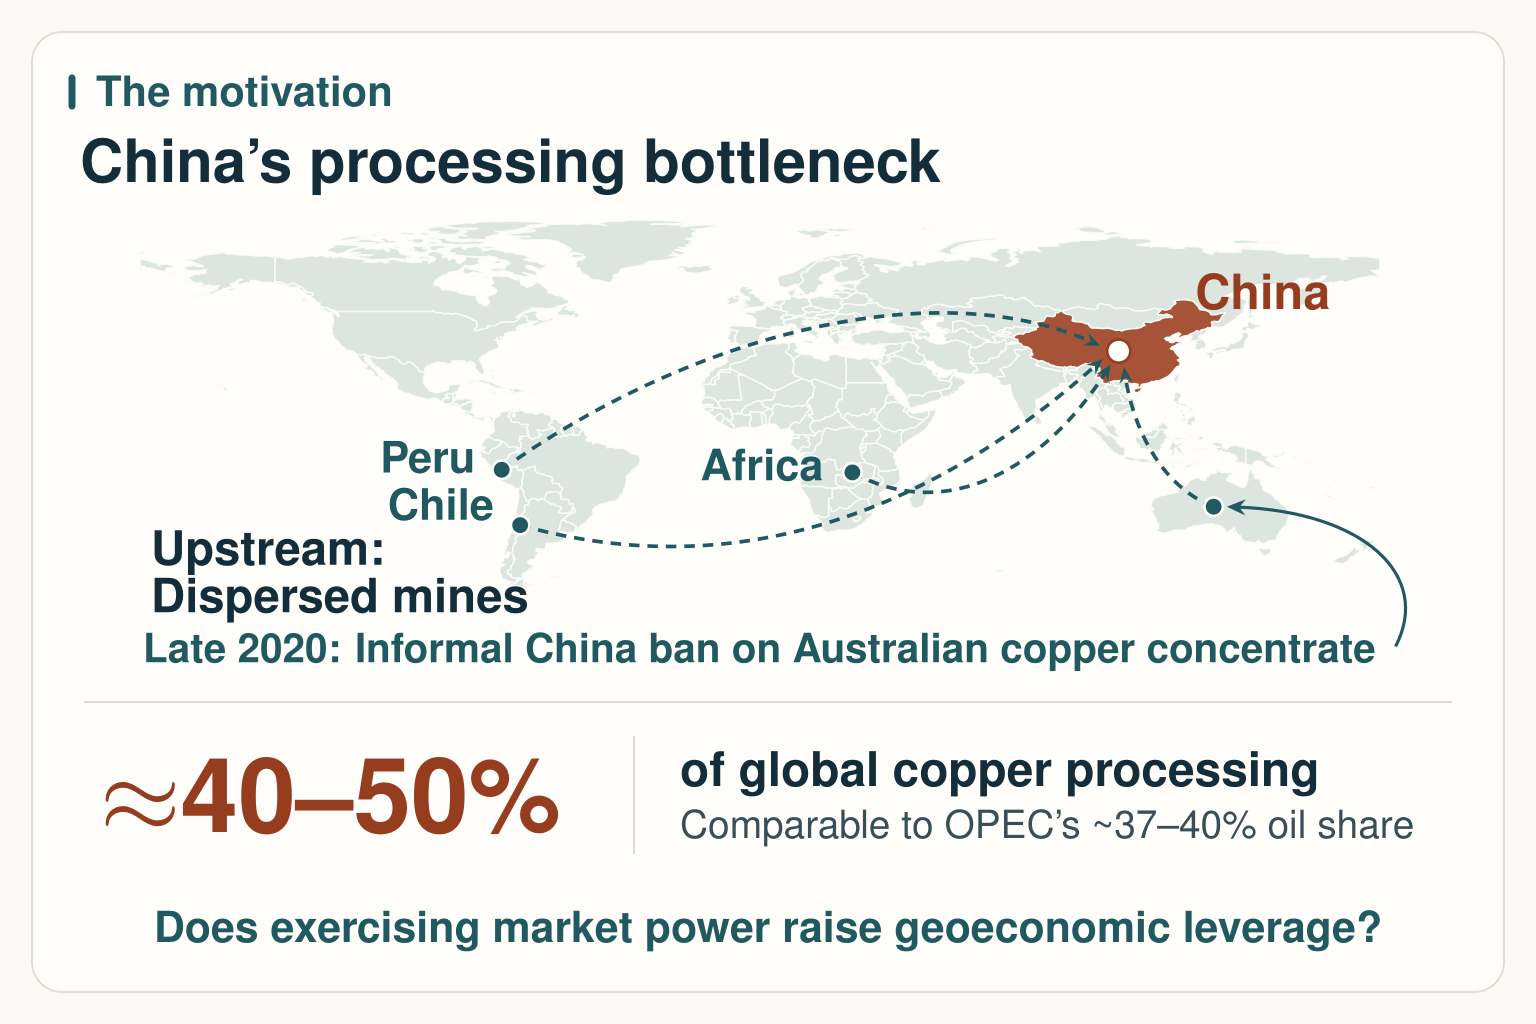 The motivation
China’s processing bottleneck
China
Peru
Chile
Africa
Upstream:
Dispersed mines
Late 2020: Informal China ban on Australian copper concentrate
≈40–50%
of global copper processing
Comparable to OPEC’s ~37–40% oil share
Does exercising market power raise geoeconomic leverage?